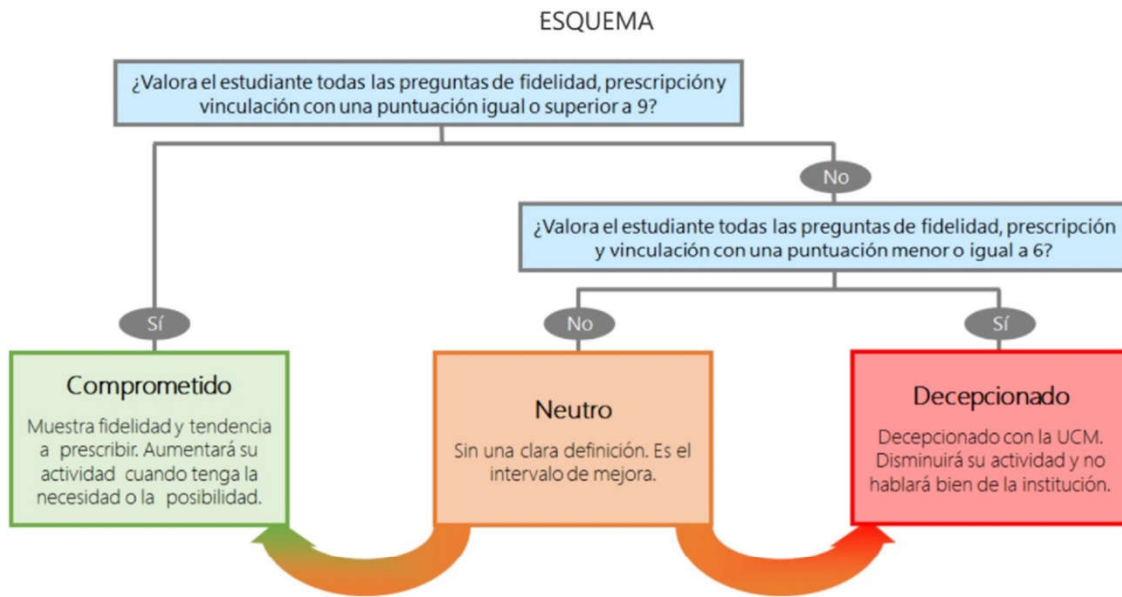 ESQUEMA
¿Valora el estudiante todas las preguntas de fidelidad, prescripción y
vinculación con una puntuación igual o superior a 9?
No
¿Valora el estudiante todas las preguntas de fidelidad, prescripción
y vinculación con una puntuación menor o igual a 6?
Sí
No
Sí
Comprometido
Muestra fidelidad y tendencia
a prescribir. Aumentará su
actividad cuando tenga la
necesidad o la posibilidad.
Neutro
Sin una clara definición. Es el
intervalo de mejora.
Decepcionado
Decepcionado con la UCM.
Disminuirá su actividad y no
hablará bien de la institución.